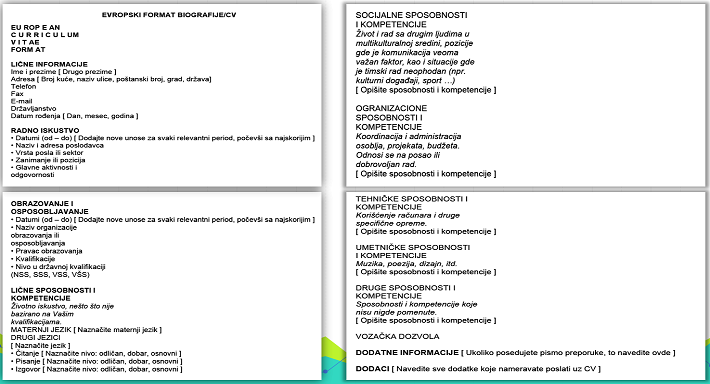 EVROPSKI FORMAT BIOGRAFIJE/CV
EU ROP E AN
C U R R I C U L UM
V I T AE
FORM AT
LIČNE INFORMACIJE
Ime i prezime [ Drugo prezime ]
Adresa [ Broj kuće, naziv ulice, poštanski broj, grad, država]
Telefon
Fax
E-mail
Državljanstvo
Datum rođenja [ Dan, mesec, godina ]
RADNO ISKUSTVO
• Datumi (od – do) [ Dodajte nove unose za svaki relevantni period, počevši sa najskorijim ]
• Naziv i adresa poslodavca
• Vrsta posla ili sektor
• Zanimanje ili pozicija
• Glavne aktivnosti i
odgovornosti
SOCIJALNE SPOSOBNOSTI
I KOMPETENCIJE
Život i rad sa drugim ljudima u
multikulturalnoj sredini, pozicije
gde je komunikacija veoma
važan faktor, kao i situacije gde
je timski rad neophodan (npr.
kulturni događaji, sport …)
[ Opišite sposobnosti i kompetencije ]
OGRANIZACIONE
SPOSOBNOSTI I
KOMPETENCIJE
Koordinacija i administracija
osoblja, projekata, budžeta.
Odnosi se na posao ili
dobrovoljan rad.
[ Opišite sposobnosti i kompetencije ]
OBRAZOVANJE I
OSPOSOBLJAVANJE
• Datumi (od – do) [ Dodajte nove unose za svaki relevantni period, počevši sa najskorijim ]
• Naziv organizacije
obrazovanja ili
osposobljavanja
• Pravac obrazovanja
• Kvalifikacije
• Nivo u državnoj kvalifikaciji
(NSS, SSS, VSS, VŠS)
LIČNE SPOSOBNOSTI I
KOMPETENCIJE
Životno iskustvo, nešto što nije
bazirano na Vašim
kvalifikacijama.
MATERNJI JEZIK [ Naznačite maternji jezik ]
DRUGI JEZICI
[ Naznačite jezik ]
• Čitanje [ Naznačite nivo: odličan, dobar, osnovni ]
• Pisanje [ Naznačite nivo: odličan, dobar, osnovni ]
• Izgovor [ Naznačite nivo: odličan, dobar, osnovni ]
TEHNIČKE SPOSOBNOSTI I
KOMPETENCIJE
Korišćenje računara i druge
specifične opreme.
[ Opišite sposobnosti i kompetencije ]
UMETNIČKE SPOSOBNOSTI
I KOMPETENCIJE
Muzika, poezija, dizajn, itd.
[ Opišite sposobnosti i kompetencije ]
DRUGE SPOSOBNOSTI I
KOMPETENCIJE
Sposobnosti i kompetencije koje
nisu nigde pomenute.
[ Opišite sposobnosti i kompetencije ]
VOZAČKA DOZVOLA
DODATNE INFORMACIJE [ Ukoliko posedujete pismo preporuke, to navedite ovde ]
DODACI [ Navedite sve dodatke koje nameravate poslati uz CV ]